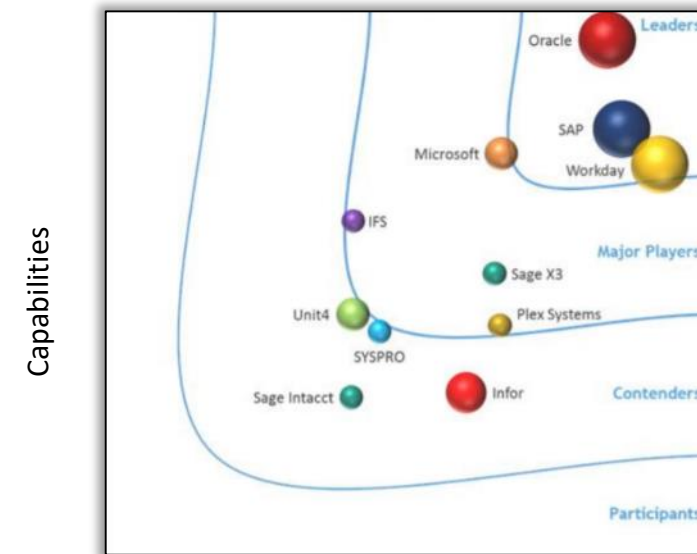 Capabilities
Leaders
Oracle
SAP
Microsoft
Workday
IFS
Major Players
Sage X3
Unit4
Plex Systems
SYSPRO
Sage Intacct
Infor
Contenders
Participants